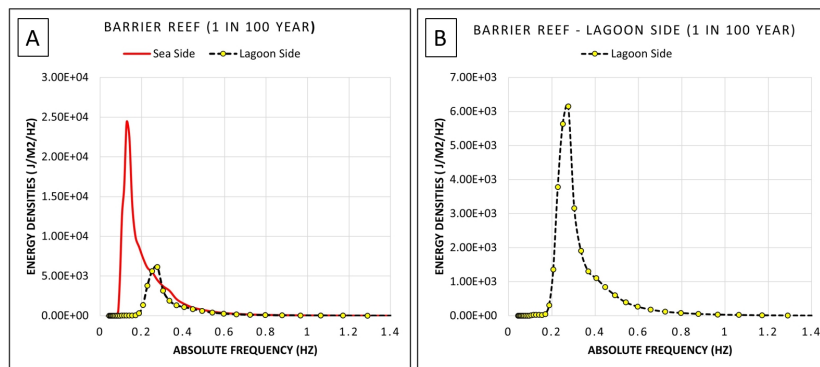 A
BARRIER REEF (1 IN 100 YEAR)
Sea Side
Lagoon Side
ENERGY DENSITIES ( J/M2/HZ)
3.00E+04
2.50E+04
2.00E+04
1.50E+04
1.00E+04
5.00E+03
0.00E+00
0 0.2 0.4 0.6 0.8 1 1.2 1.4
ABSOLUTE FREQUENCY (HZ)
B
BARRIER REEF - LAGOON SIDE (1 IN 100 YEAR)
Lagoon Side
ENERGY DENSITIES ( J/M2/HZ)
7.00E+03
6.00E+03
5.00E+03
4.00E+03
3.00E+03
2.00E+03
1.00E+03
0.00E+00
0 0.2 0.4 0.6 0.8 1 1.2 1.4
ABSOLUTE FREQUENCY (HZ)